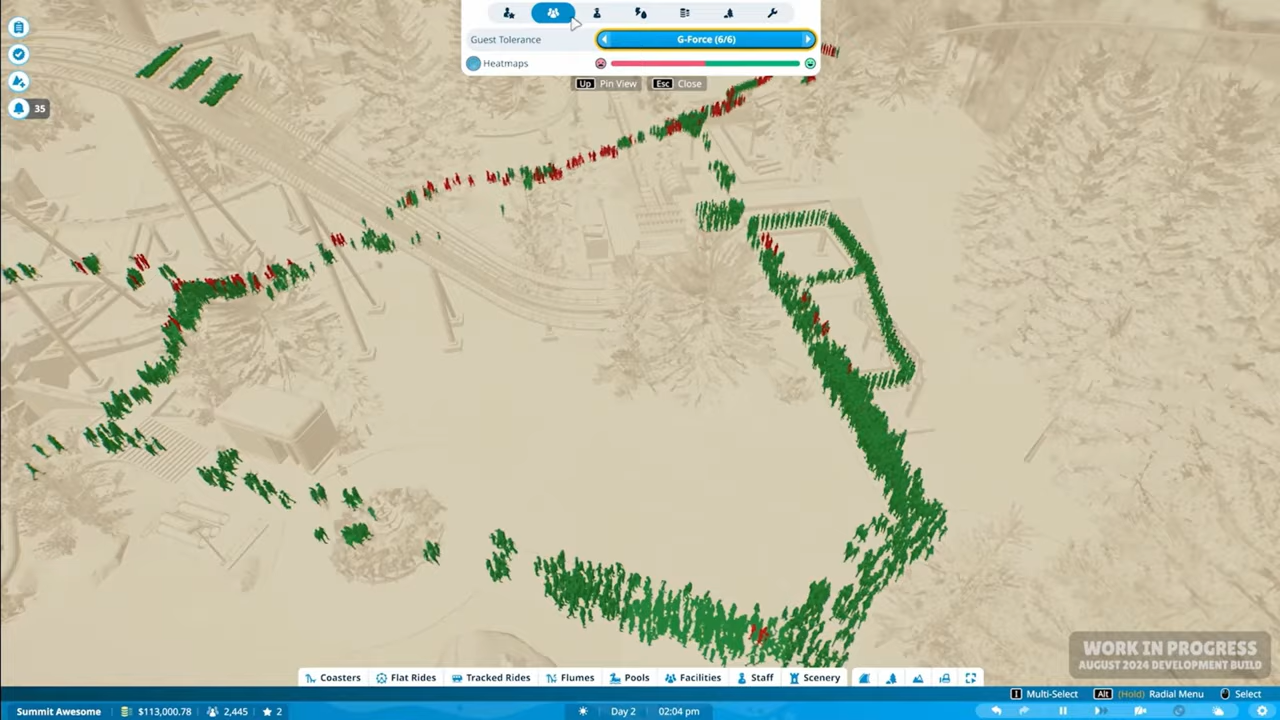 Guest Tolerance
G-Force (6/6)
Heatmaps
Up Pin View Esc Close
35
WORK IN PROGRESS
AUGUST 2024 DEVELOPMENT BUILD
Coasters Flat Rides Tracked Rides Flumes Pools Facilities Staff Scenery
Multi-Select Alt (Hold) Radial Menu Select
Summit Awesome $113,000.78 2,445 2 Day 2 02:04 pm